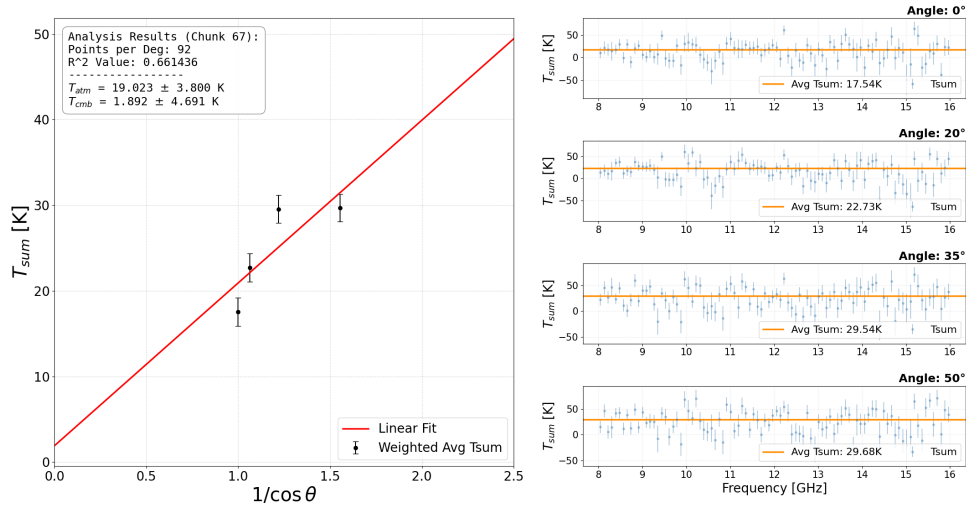 Analysis Results (Chunk 67):
Points per Deg: 92
R^2 Value: 0.661436
-----------------
T_atm = 19.023 ± 3.800 K
T_cmb = 1.892 ± 4.691 K
50
40
30
20
10
0
T_sum [K]
0.0 0.5 1.0 1.5 2.0 2.5
1/cos θ
Linear Fit
Weighted Avg Tsum
Angle: 0°
50
0
−50
T_sum [K]
Avg Tsum: 17.54K Tsum
8 9 10 11 12 13 14 15 16
Angle: 20°
50
0
−50
T_sum [K]
Avg Tsum: 22.73K Tsum
8 9 10 11 12 13 14 15 16
Angle: 35°
50
0
−50
T_sum [K]
Avg Tsum: 29.54K Tsum
8 9 10 11 12 13 14 15 16
Angle: 50°
50
0
−50
T_sum [K]
Avg Tsum: 29.68K Tsum
8 9 10 11 12 13 14 15 16
Frequency [GHz]